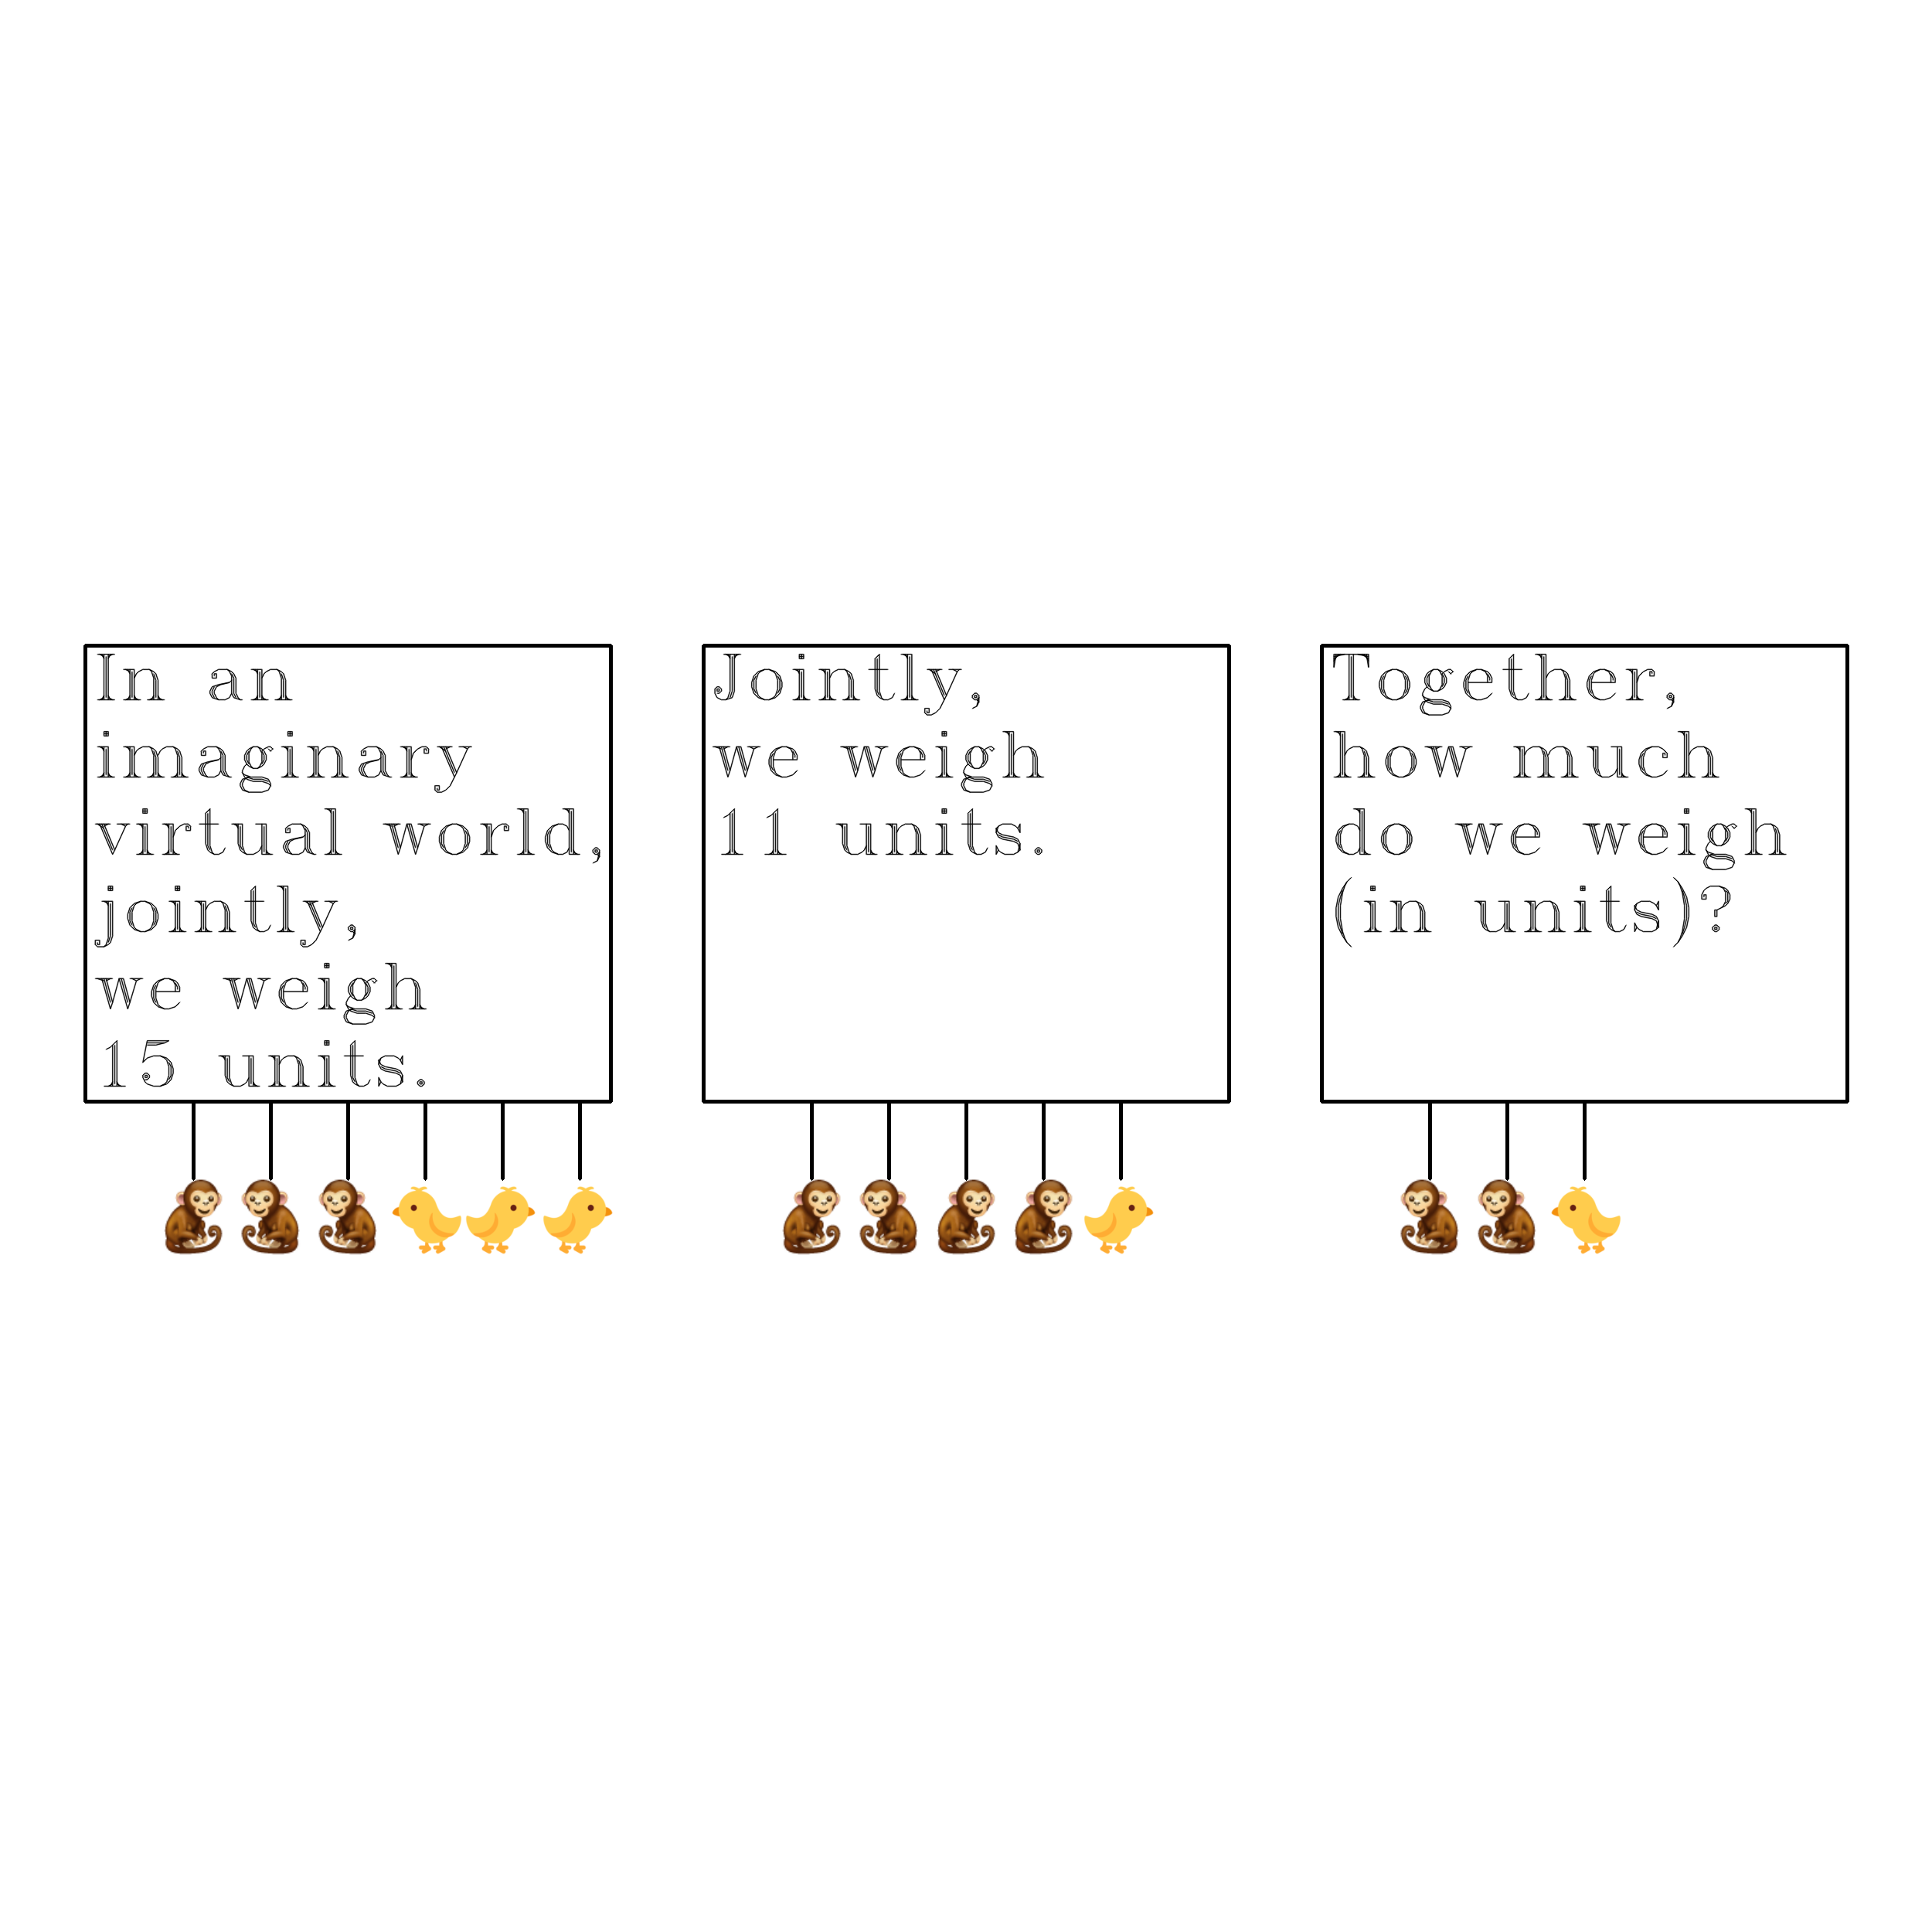 In an
imaginary
virtual world,
jointly,
we weigh
15 units.
Jointly,
we weigh
11 units.
Together,
how much
do we weigh
(in units)?